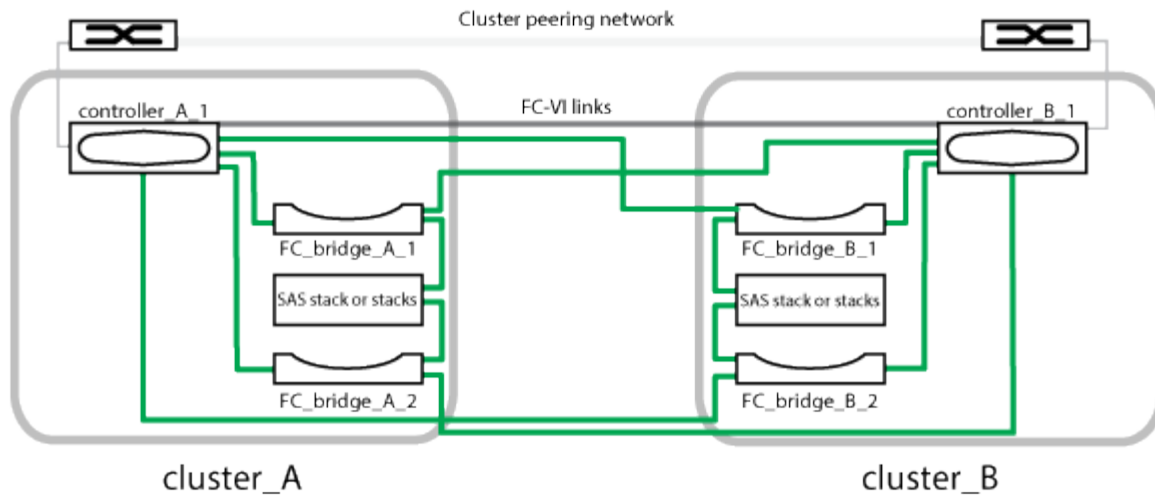 Cluster peering network
controller_A_1
FC-VI links
controller_B_1
FC_bridge_A_1
FC_bridge_B_1
SAS stack or stacks
SAS stack or stacks
FC_bridge_A_2
FC_bridge_B_2
cluster_A
cluster_B